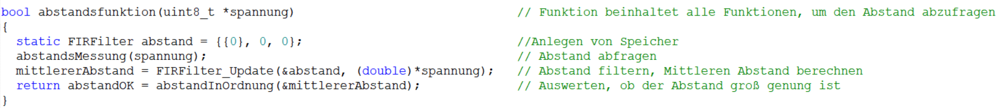 bool abstandsfunktion(uint8_t *spannung) // Funktion beinhaltet alle Funktionen, um den Abstand abzufragen
{
static FIRFilter abstand = {{0}, 0, 0}; //Anlegen von Speicher
abstandsMessung(spannung); // Abstand abfragen
mittlererAbstand = FIRFilter_Update(&abstand, (double)*spannung); // Abstand filtern, Mittleren Abstand berechnen
return abstandOK = abstandInOrdnung(&mittlererAbstand); // Auswerten, ob der Abstand groß genung ist
}